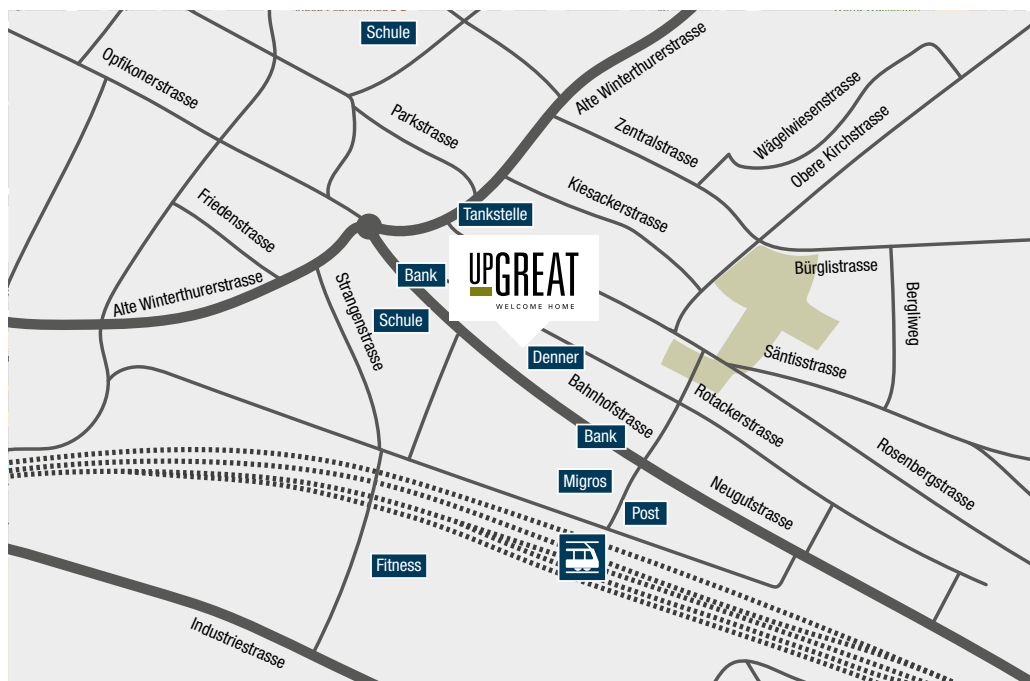 Schule
Opfikonerstrasse
Alte Winterthurerstrasse
Parkstrasse
Zentralstrasse
Wägelwiesenstrasse
Obere Kirchstrasse
Kiesackerstrasse
Friedenstrasse
Tankstelle
Bank
UPGREAT
WELCOME HOME
Bürglistrasse
Alte Winterthurerstrasse
Strangenstrasse
Schule
Bergliweg
Denner
Säntisstrasse
Bahnhofstrasse
Rotackerstrasse
Bank
Rosenbergstrasse
Migros
Neugutstrasse
Post
Fitness
Industriestrasse